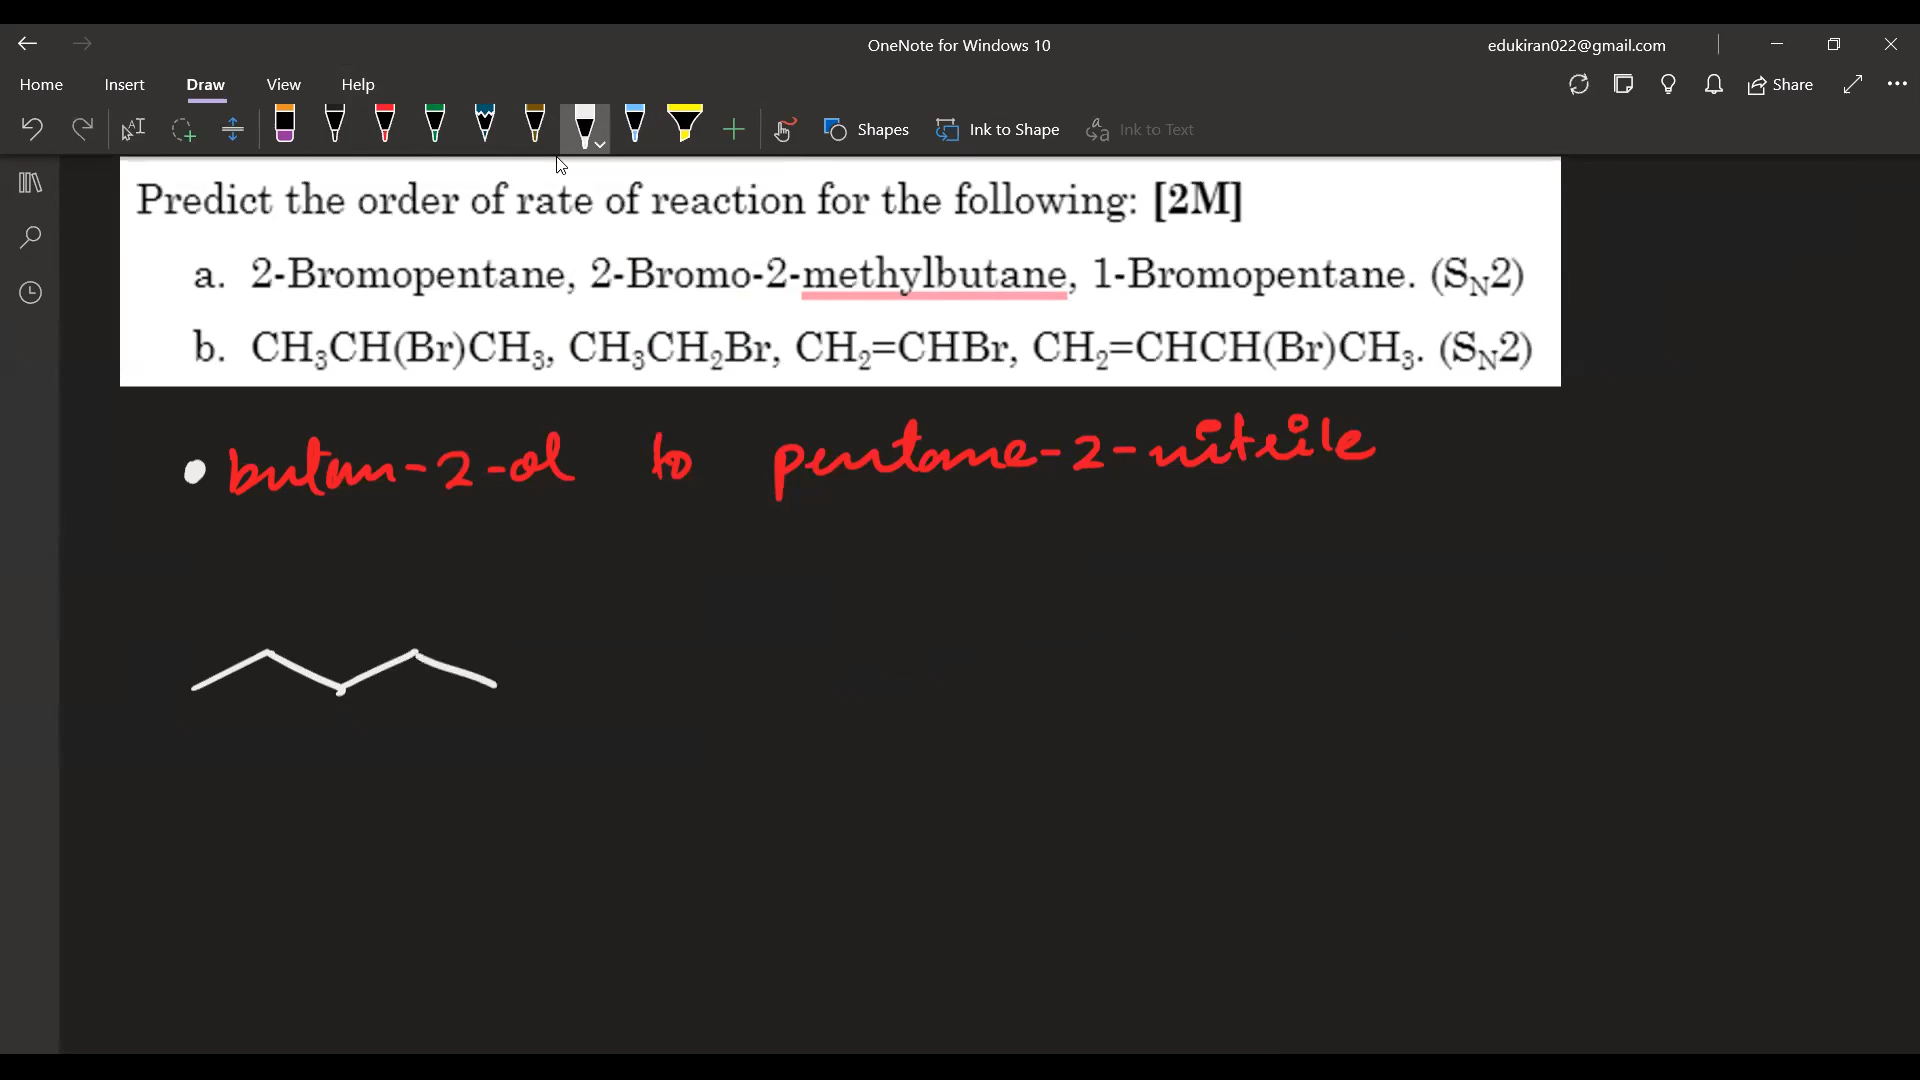 OneNote for Windows 10
edukiran022@gmail.com
Home Insert Draw View Help
Share
Shapes Ink to Shape Ink to Text
Predict the order of rate of reaction for the following: [2M]
a. 2-Bromopentane, 2-Bromo-2-methylbutane, 1-Bromopentane. (S_N2)
b. CH₃CH(Br)CH₃, CH₃CH₂Br, CH₂=CHBr, CH₂=CHCH(Br)CH₃. (S_N2)
butan-2-ol to pentane-2-nitrile